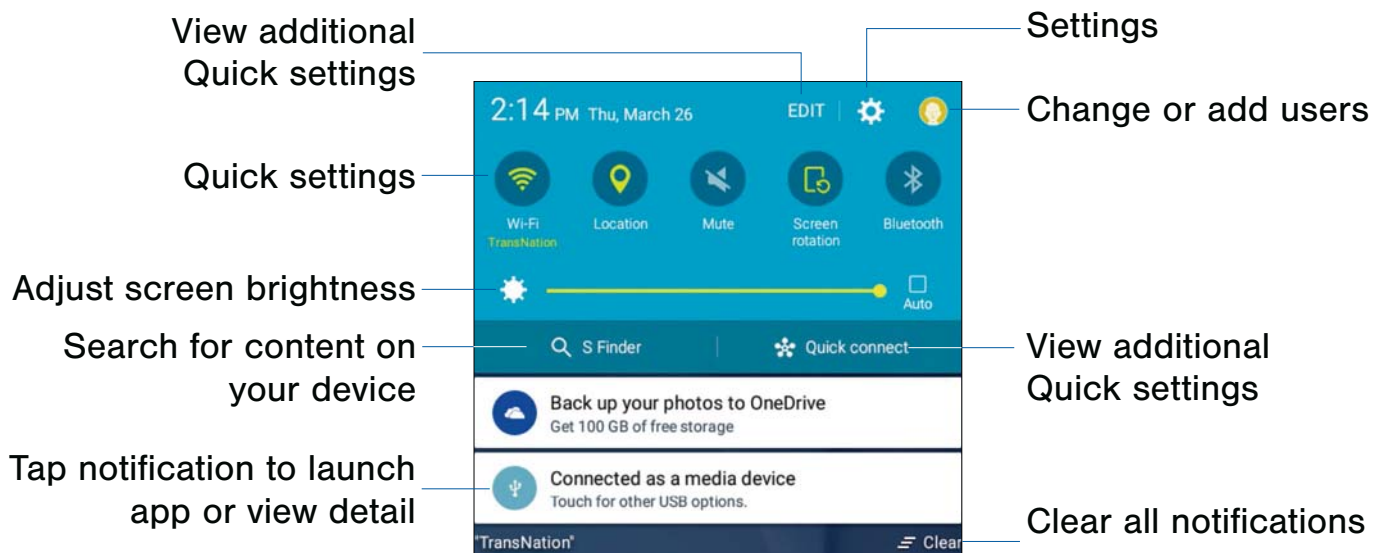 View additional
Quick settings
Settings
2:14 PM Thu, March 26
EDIT
Change or add users
Quick settings
Wi-Fi
TransNation
Location
Mute
Screen
rotation
Bluetooth
Adjust screen brightness
Auto
Search for content on
your device
S Finder
Quick connect
View additional
Quick settings
Back up your photos to OneDrive
Get 100 GB of free storage
Tap notification to launch
app or view detail
Connected as a media device
Touch for other USB options.
"TransNation"
Clear
Clear all notifications